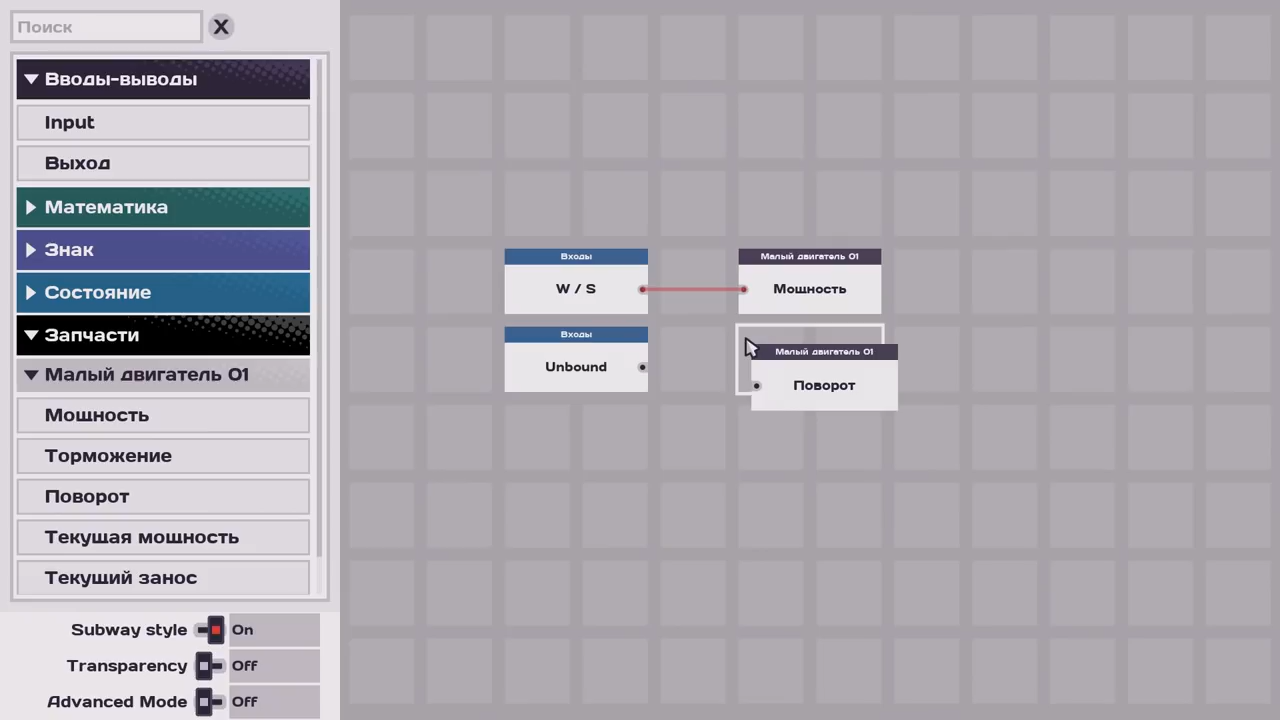 Поиск
X
Вводы-выводы
Input
Выход
Математика
Знак
Состояние
Запчасти
Малый двигатель 01
Мощность
Торможение
Поворот
Текущая мощность
Текущий занос
Subway style
On
Transparency
Off
Advanced Mode
Off
Входы
W / S
Малый двигатель 01
Мощность
Входы
Unbound
Малый двигатель 01
Поворот